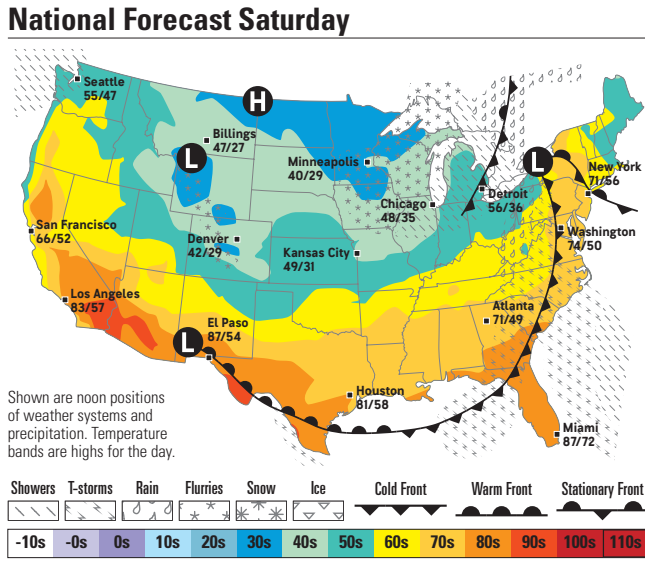 National Forecast Saturday
Seattle
55/47
H
Billings
47/27
L
Minneapolis
40/29
L
New York
71/56
Detroit
56/36
Chicago
48/35
San Francisco
66/52
Denver
42/29
Kansas City
49/31
Washington
74/50
Los Angeles
83/57
Atlanta
71/49
El Paso
87/54
L
Houston
81/58
Miami
87/72
Shown are noon positions
of weather systems and
precipitation. Temperature
bands are highs for the day.
Showers T-storms Rain Flurries Snow Ice Cold Front Warm Front Stationary Front
-10s -0s 0s 10s 20s 30s 40s 50s 60s 70s 80s 90s 100s 110s